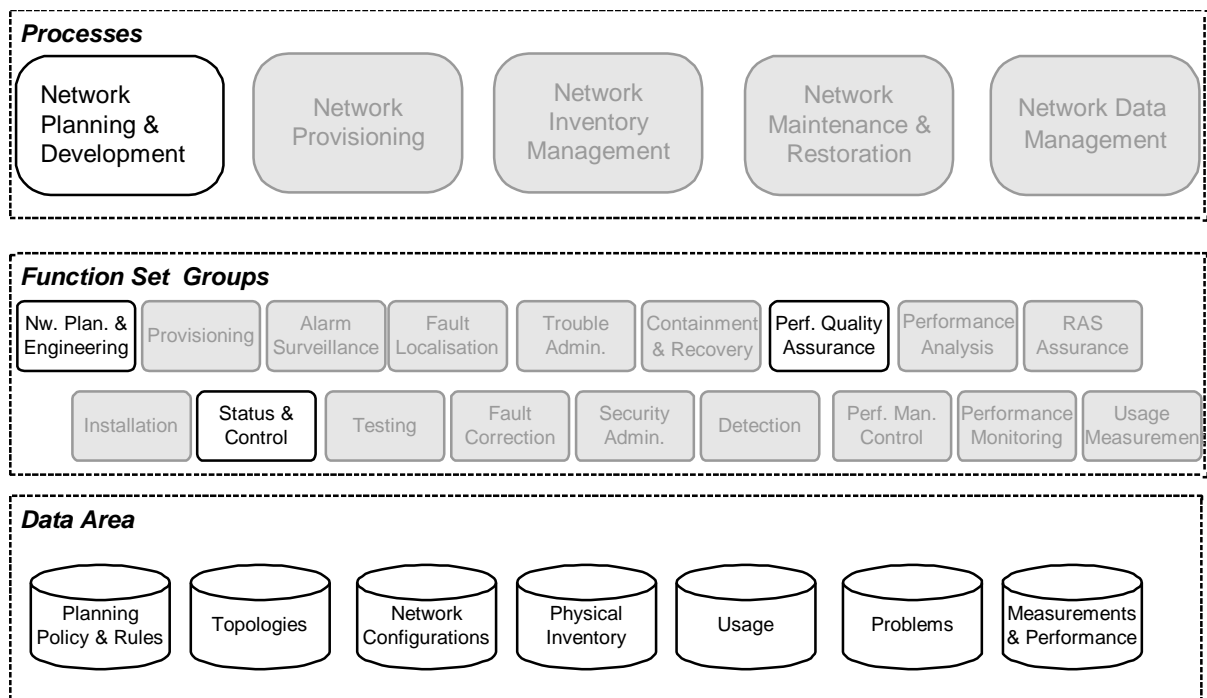 Processes
Network
Planning &
Development
Network
Provisioning
Network
Inventory
Management
Network
Maintenance &
Restoration
Network Data
Management
Function Set Groups
Nw. Plan. &
Engineering
Provisioning
Alarm
Surveillance
Fault
Localisation
Trouble
Admin.
Containment
& Recovery
Perf. Quality
Assurance
Performance
Analysis
RAS
Assurance
Installation
Status &
Control
Testing
Fault
Correction
Security
Admin.
Detection
Perf. Man.
Control
Performance
Monitoring
Usage
Measuremen
Data Area
Planning
Policy & Rules
Topologies
Network
Configurations
Physical
Inventory
Usage
Problems
Measurements
& Performance